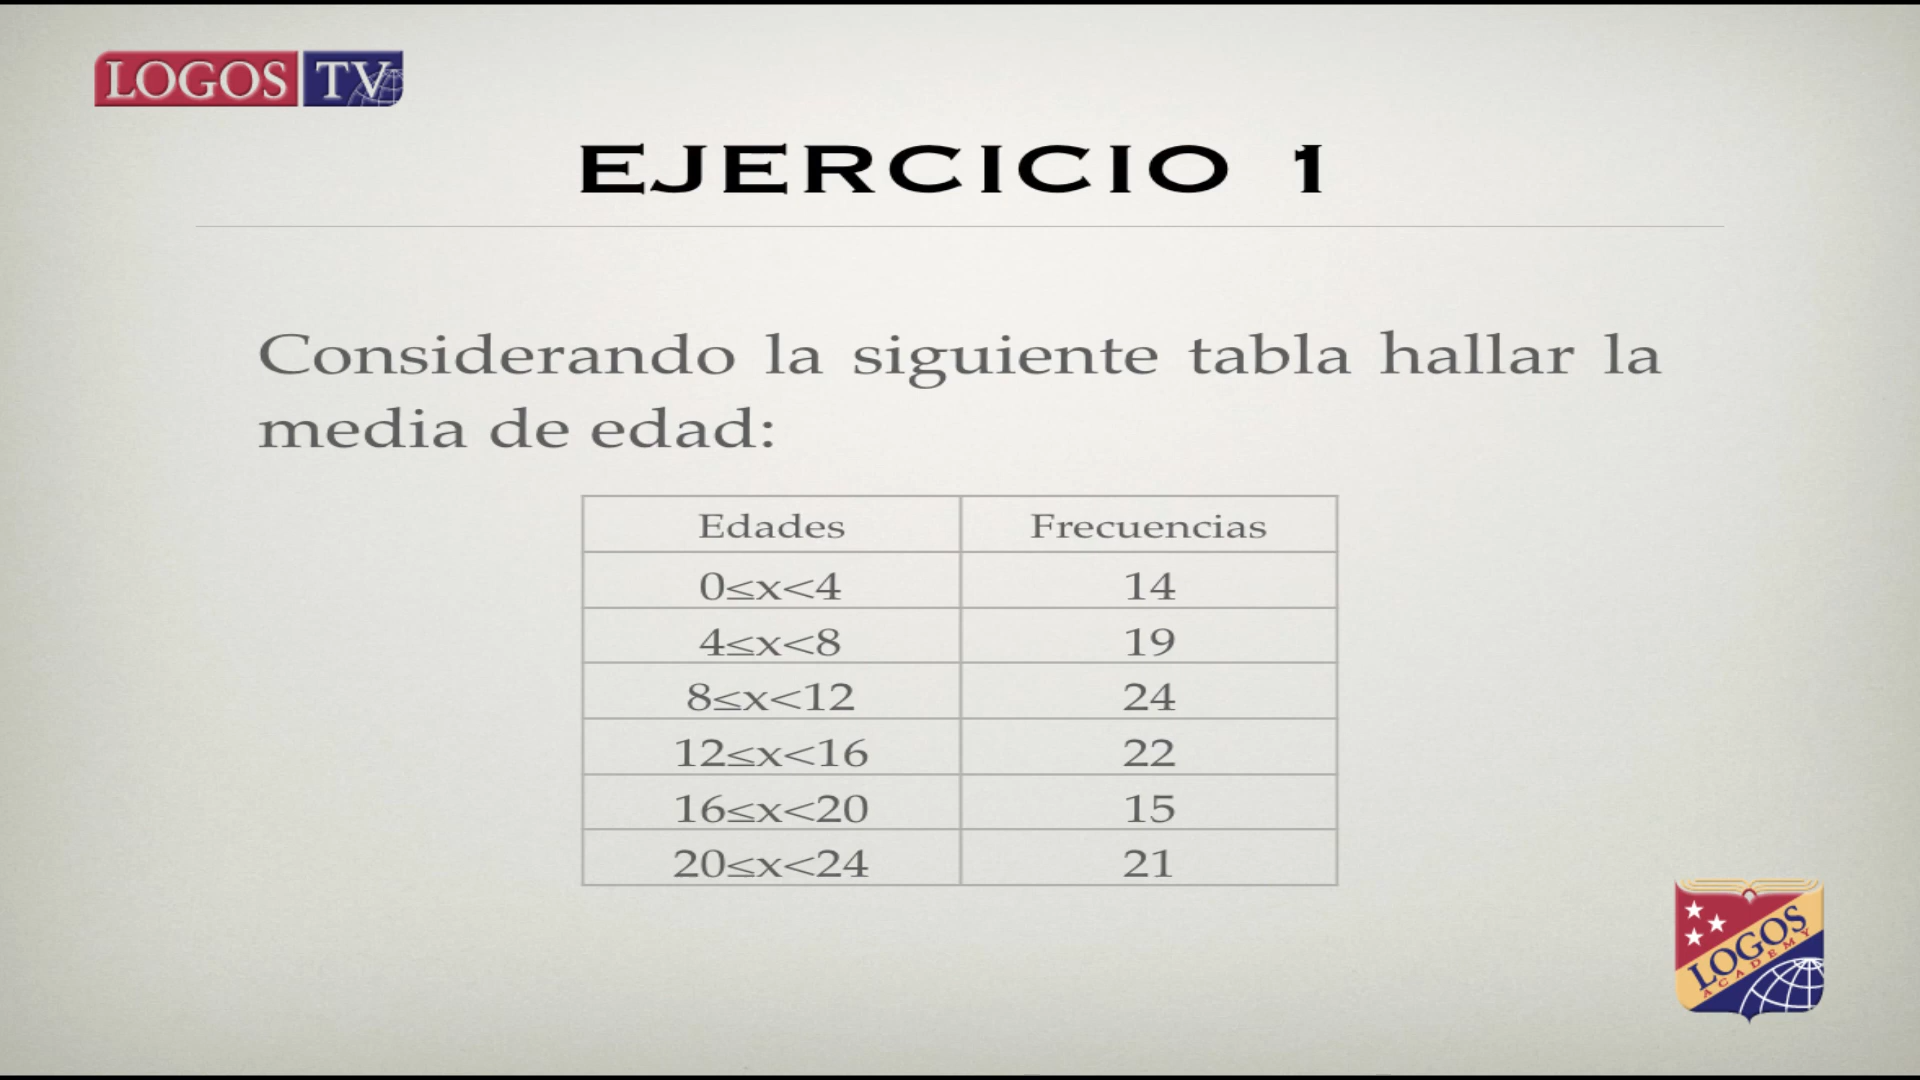 LOGOS TV
EJERCICIO 1
Considerando la siguiente tabla hallar la
media de edad:
Edades Frecuencias
0≤x<4 14
4≤x<8 19
8≤x<12 24
12≤x<16 22
16≤x<20 15
20≤x<24 21
LOGOS
ACADEMY